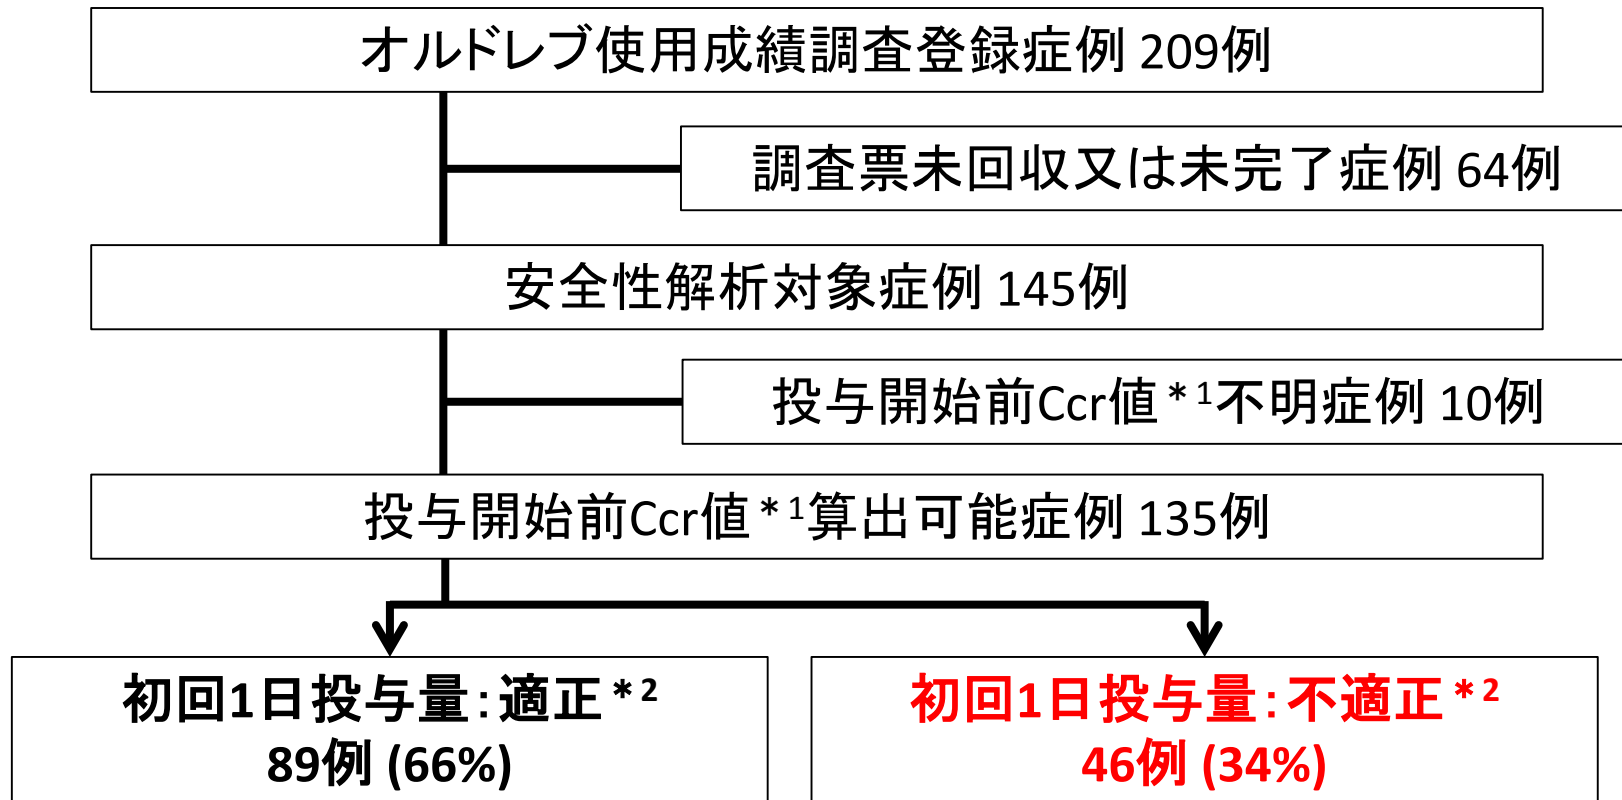 オルドレブ使用成績調査登録症例 209例
調査票未回収又は未完了症例 64例
安全性解析対象症例 145例
投与開始前Ccr値*1不明症例 10例
投与開始前Ccr値*1算出可能症例 135例
初回1日投与量:適正*2
89例 (66%)
初回1日投与量:不適正*2
46例 (34%)